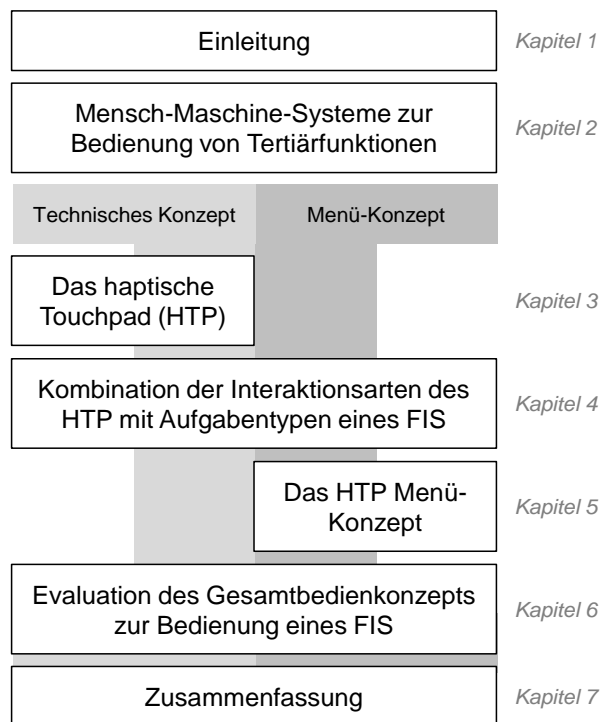 Einleitung
Kapitel 1
Mensch-Maschine-Systeme zur
Bedienung von Tertiärfunktionen
Kapitel 2
Technisches Konzept
Menü-Konzept
Das haptische
Touchpad (HTP)
Kapitel 3
Kombination der Interaktionsarten des
HTP mit Aufgabentypen eines FIS
Kapitel 4
Das HTP Menü-
Konzept
Kapitel 5
Evaluation des Gesamtbedienkonzepts
zur Bedienung eines FIS
Kapitel 6
Zusammenfassung
Kapitel 7